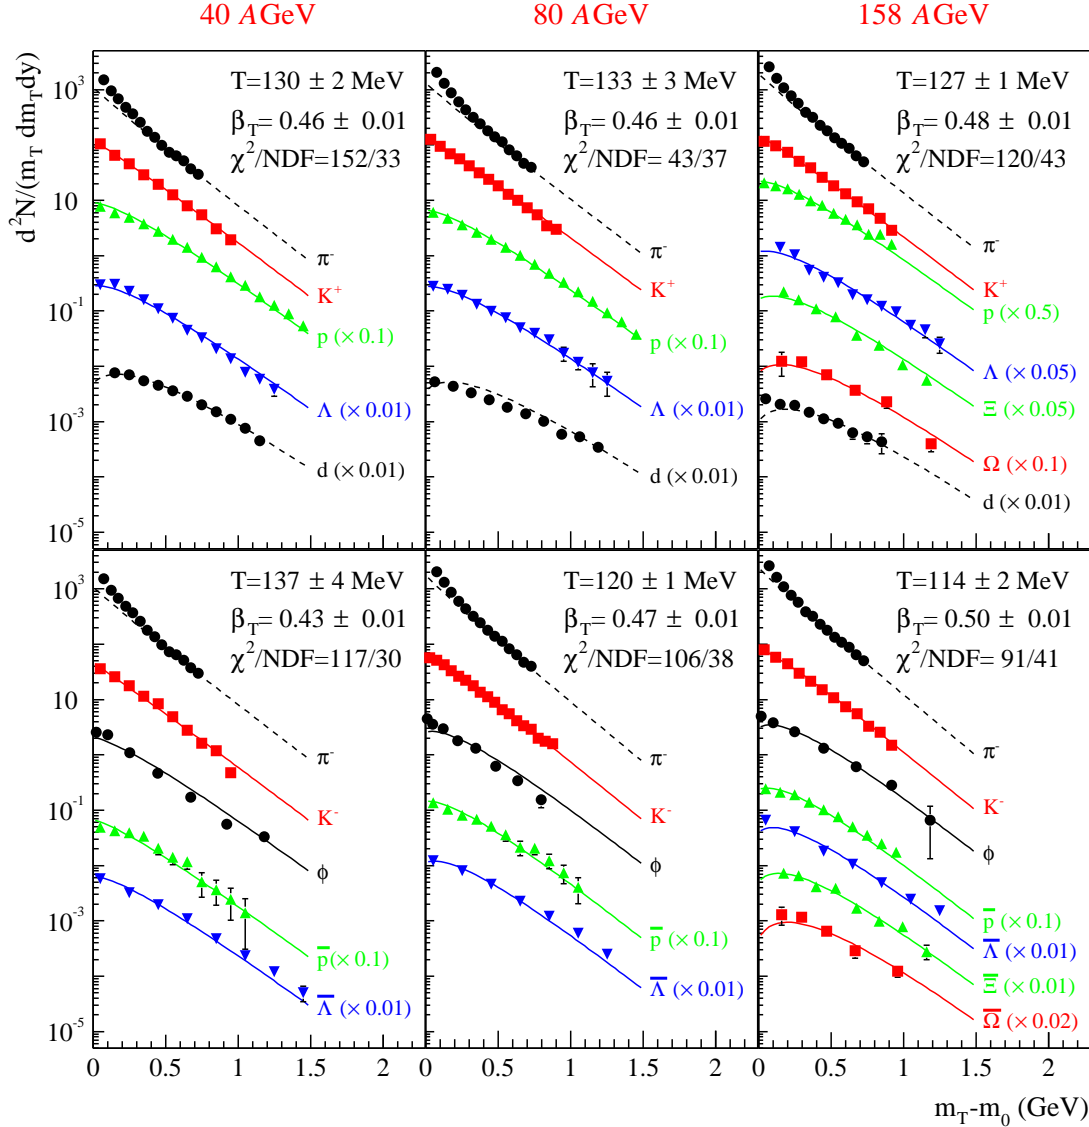 40 AGeV
80 AGeV
158 AGeV
d²N/(m_T dm_T dy)
10³
10
10⁻¹
10⁻³
10⁻⁵
T=130 ± 2 MeV
β_T = 0.46 ± 0.01
χ²/NDF=152/33
π⁻
K⁺
p (× 0.1)
Λ (× 0.01)
d (× 0.01)
T=133 ± 3 MeV
β_T = 0.46 ± 0.01
χ²/NDF= 43/37
π⁻
K⁺
p (× 0.1)
Λ (× 0.01)
d (× 0.01)
T=127 ± 1 MeV
β_T = 0.48 ± 0.01
χ²/NDF=120/43
π⁻
K⁺
p (× 0.5)
Λ (× 0.05)
Ξ (× 0.05)
Ω (× 0.1)
d (× 0.01)
10³
10
10⁻¹
10⁻³
10⁻⁵
T=137 ± 4 MeV
β_T = 0.43 ± 0.01
χ²/NDF=117/30
π⁻
K⁻
ϕ
p̅ (× 0.1)
Λ̅ (× 0.01)
T=120 ± 1 MeV
β_T = 0.47 ± 0.01
χ²/NDF=106/38
π⁻
K⁻
ϕ
p̅ (× 0.1)
Λ̅ (× 0.01)
T=114 ± 2 MeV
β_T = 0.50 ± 0.01
χ²/NDF= 91/41
π⁻
K⁻
ϕ
p̅ (× 0.1)
Λ̅ (× 0.01)
Ξ̅ (× 0.01)
Ω̅ (× 0.02)
0 0.5 1 1.5 2
0 0.5 1 1.5 2
0 0.5 1 1.5 2
m_T-m₀ (GeV)